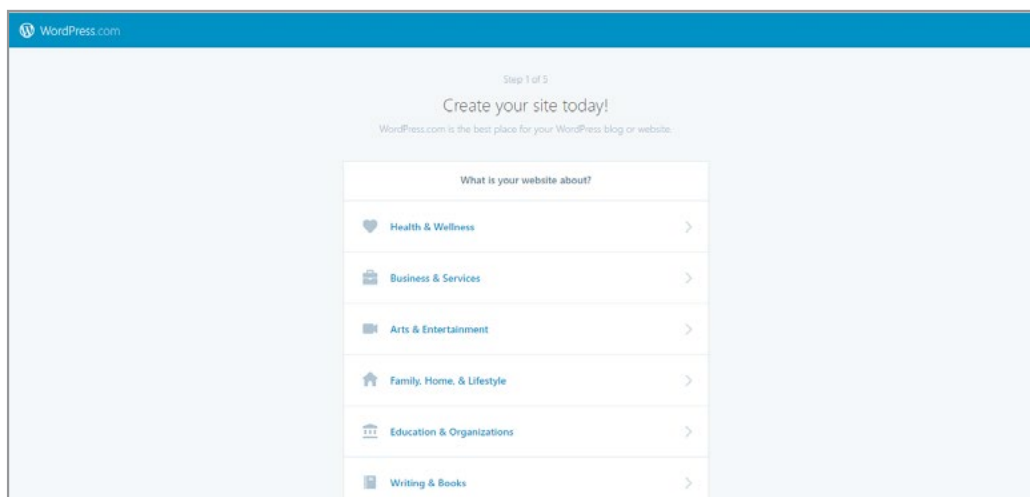 WordPress.com
Step 1 of 5
Create your site today!
WordPress.com is the best place for your WordPress blog or website.
What is your website about?
Health & Wellness
Business & Services
Arts & Entertainment
Family, Home, & Lifestyle
Education & Organizations
Writing & Books